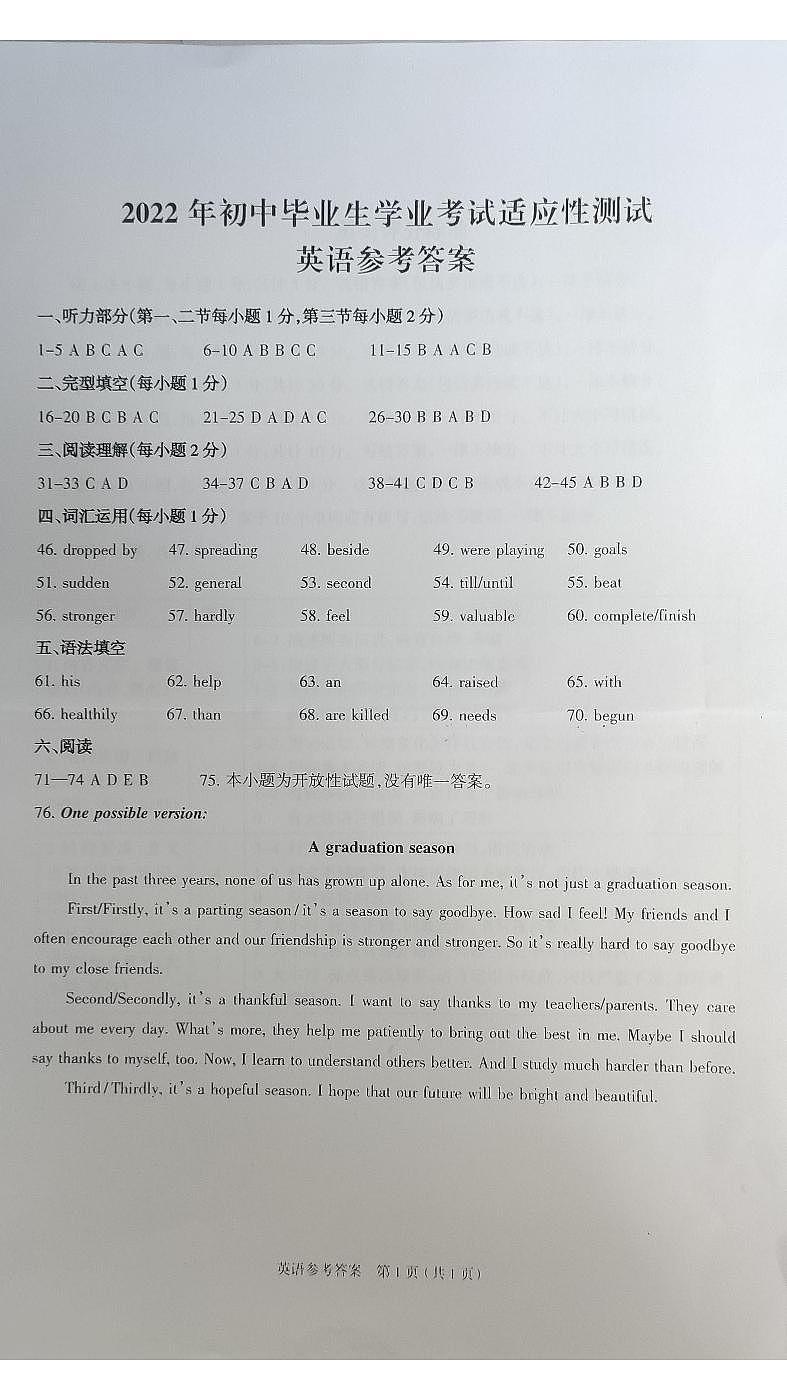 2022 年初中毕业生学业考试适应性测试
英语参考答案
一、听力部分(第一、二节每小题 1 分,第三节每小题 2 分)
1-5 A B C A C 6-10 A B B C C 11-15 B A A C B
二、完型填空(每小题 1 分)
16-20 B C B A C 21-25 D A D A C 26-30 B B A B D
三、阅读理解(每小题 2 分)
31-33 C A D 34-37 C B A D 38-41 C D C B 42-45 A B B D
四、词汇运用(每小题 1 分)
46. dropped by 47. spreading 48. beside 49. were playing 50. goals
51. sudden 52. general 53. second 54. till/until 55. beat
56. stronger 57. hardly 58. feel 59. valuable 60. complete/finish
五、语法填空
61. his 62. help 63. an 64. raised 65. with
66. healthily 67. than 68. are killed 69. needs 70. begun
六、阅读
71—74 A D E B 75. 本小题为开放性试题,没有唯一答案。
76. One possible version:
A graduation season
In the past three years, none of us has grown up alone. As for me, it's not just a graduation season.
First/Firstly, it's a parting season/it's a season to say goodbye. How sad I feel! My friends and I
often encourage each other and our friendship is stronger and stronger. So it's really hard to say goodbye
to my close friends.
Second/Secondly, it's a thankful season. I want to say thanks to my teachers/parents. They care
about me every day. What's more, they help me patiently to bring out the best in me. Maybe I should
say thanks to myself, too. Now, I learn to understand others better. And I study much harder than before.
Third/Thirdly, it's a hopeful season. I hope that our future will be bright and beautiful.
英语参考答案 第 1 页(共 1 页)